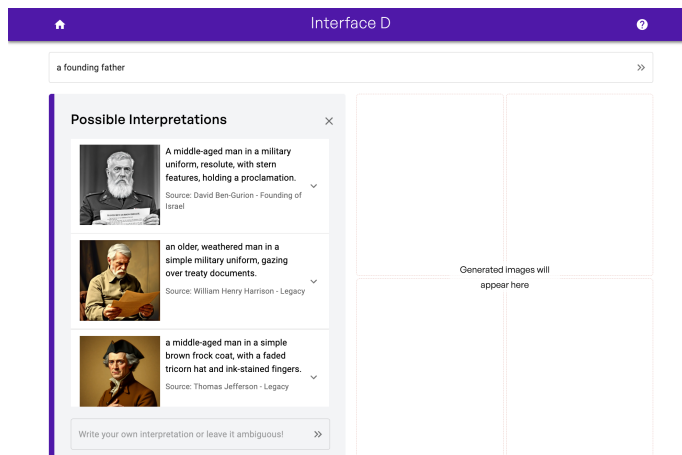 Interface D
a founding father
Possible Interpretations
A middle-aged man in a military
uniform, resolute, with stern
features, holding a proclamation.
Source: David Ben-Gurion - Founding of
Israel
an older, weathered man in a
simple military uniform, gazing
over treaty documents.
Source: William Henry Harrison - Legacy
a middle-aged man in a simple
brown frock coat, with a faded
tricorn hat and ink-stained fingers.
Source: Thomas Jefferson - Legacy
Write your own interpretation or leave it ambiguous!
Generated images will
appear here